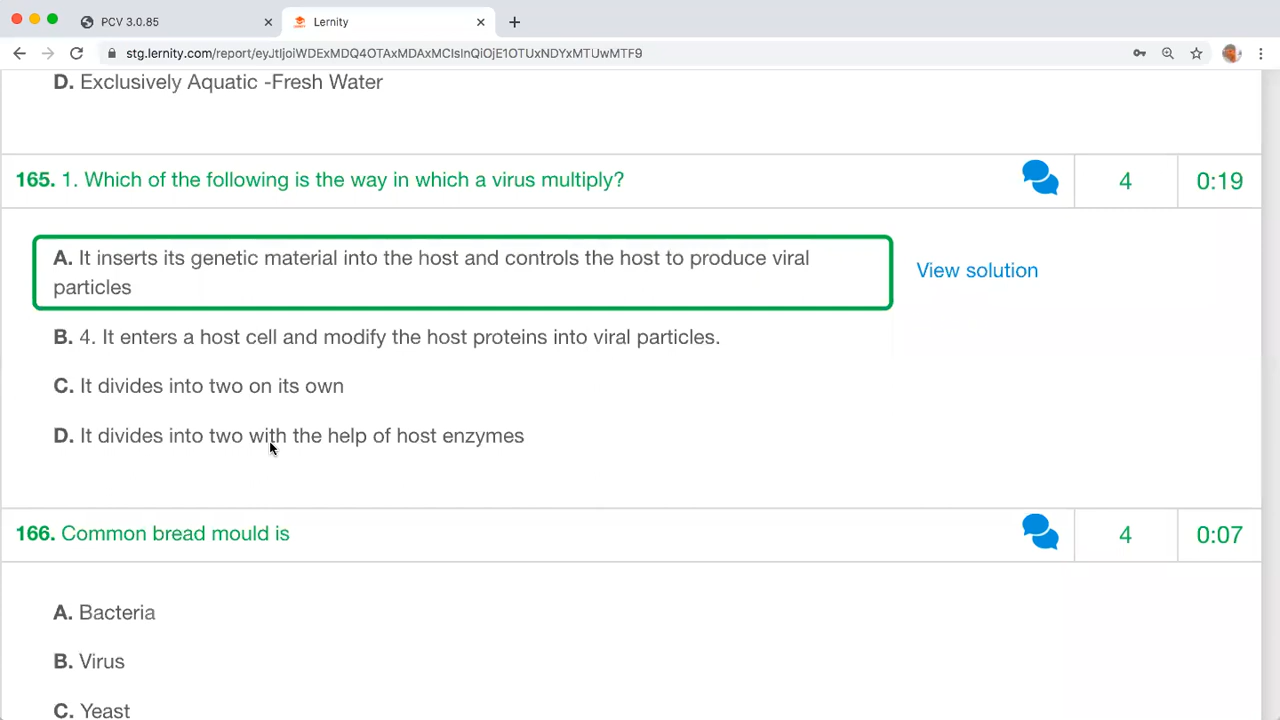 PCV 3.0.85
Lernity
stg.lernity.com/report/eyJtIjoiWDExMDQ4OTAxMDAxMCIsInQiOjE1OTUxNDYxMTUwMTF9
D. Exclusively Aquatic -Fresh Water
165. 1. Which of the following is the way in which a virus multiply?
4
0:19
A. It inserts its genetic material into the host and controls the host to produce viral
particles
View solution
B. 4. It enters a host cell and modify the host proteins into viral particles.
C. It divides into two on its own
D. It divides into two with the help of host enzymes
166. Common bread mould is
4
0:07
A. Bacteria
B. Virus
C. Yeast